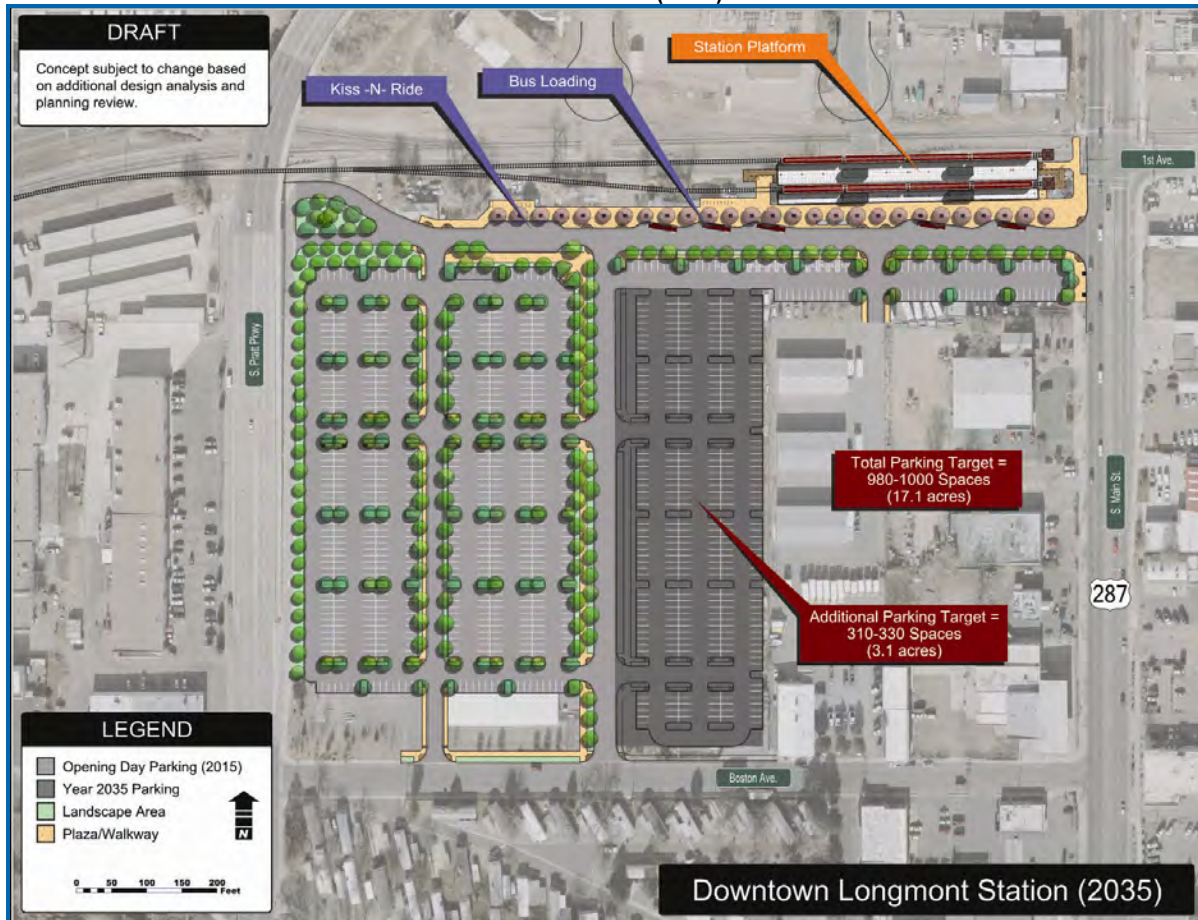 DRAFT
Concept subject to change based
on additional design analysis and
planning review.
Station Platform
Kiss -N- Ride
Bus Loading
1st Ave.
S. Pratt Pkwy
Total Parking Target =
980-1000 Spaces
(17.1 acres)
S. Main St.
287
Additional Parking Target =
310-330 Spaces
(3.1 acres)
LEGEND
Opening Day Parking (2015)
Year 2035 Parking
Landscape Area
Plaza/Walkway
N
0 50 100 150 200
Feet
Boston Ave.
Downtown Longmont Station (2035)